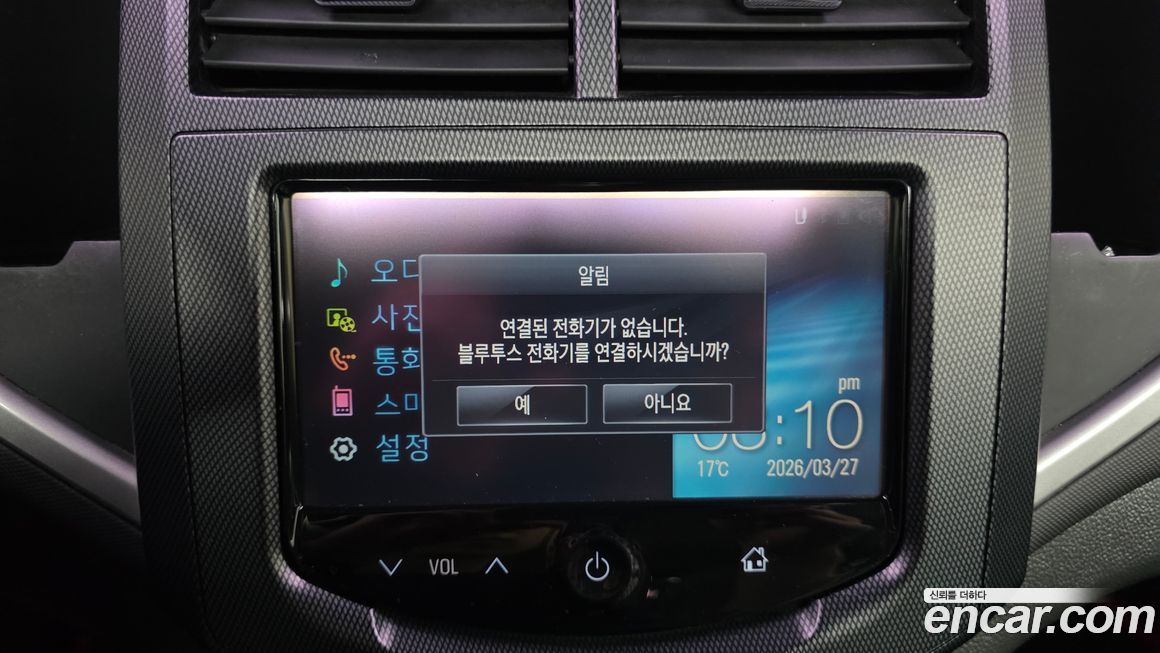 오디
사진
통화
스마
설정
알림
연결된 전화기가 없습니다.
블루투스 전화기를 연결하시겠습니까?
예
아니요
pm
:10
17℃ 2026/03/27
VOL
신뢰를 더하다
encar.com